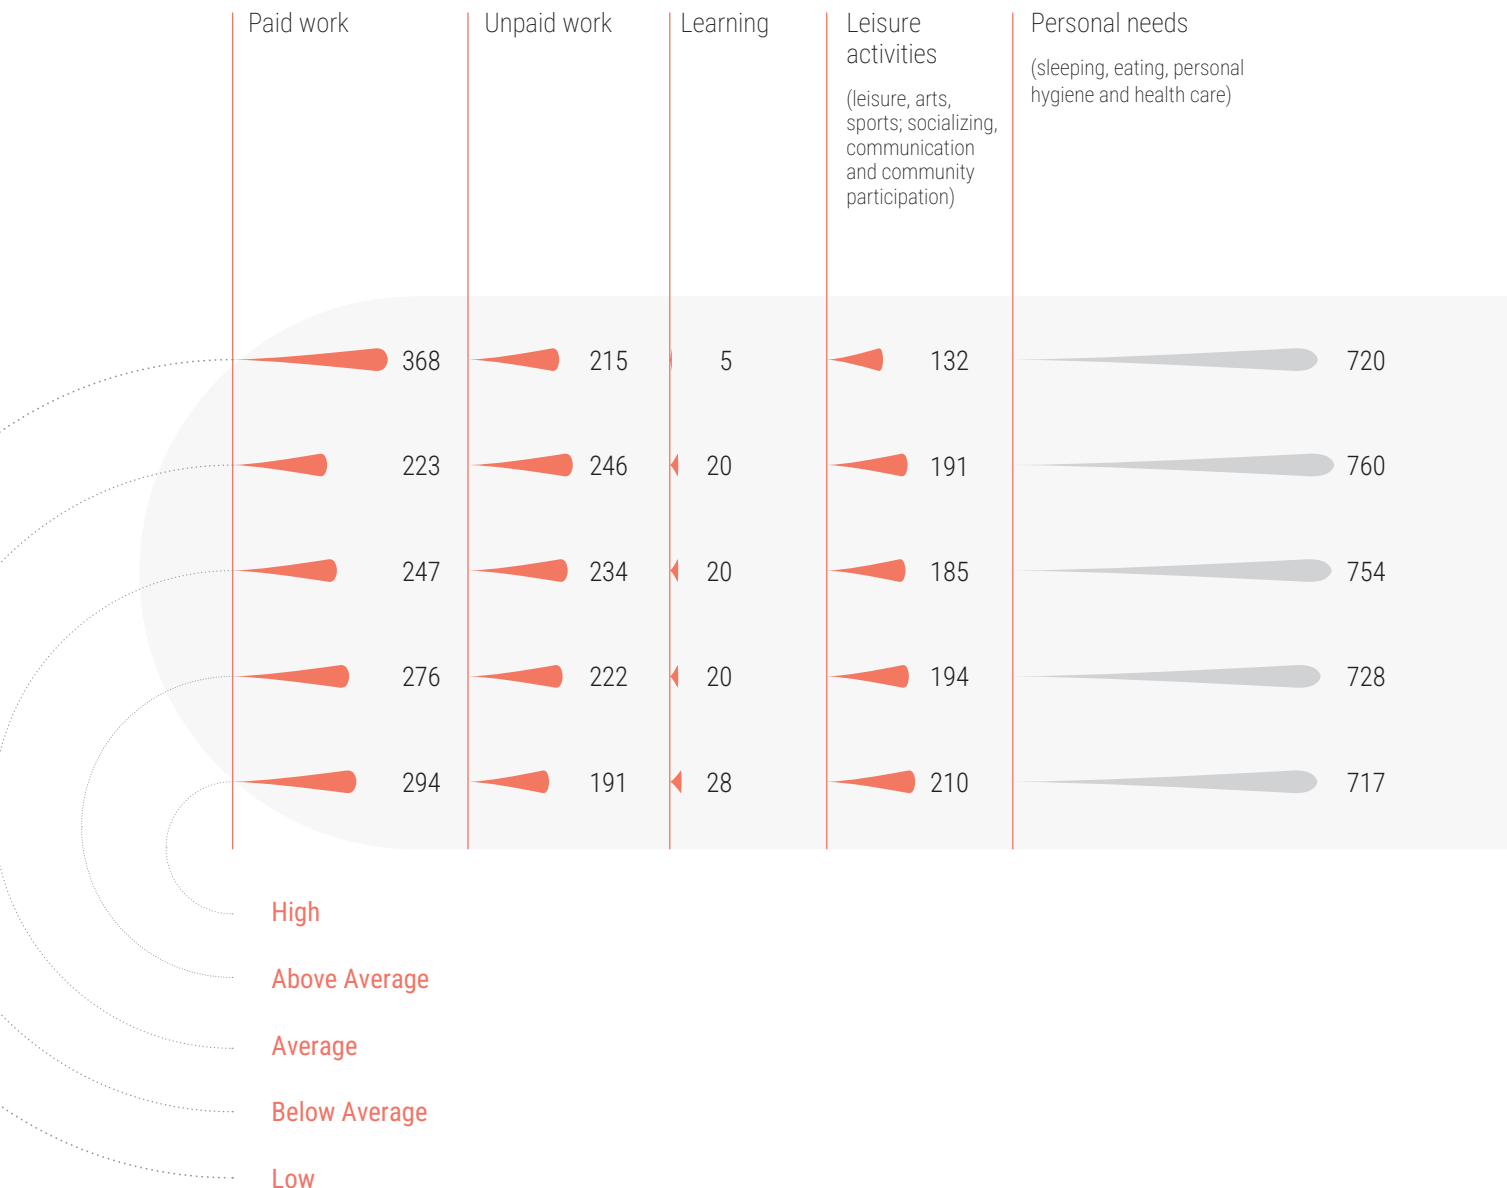 Paid work
Unpaid work
Learning
Leisure
activities
(leisure, arts,
sports; socializing,
communication
and community
participation)
Personal needs
(sleeping, eating, personal
hygiene and health care)
368 215 5 132 720
223 246 20 191 760
247 234 20 185 754
276 222 20 194 728
294 191 28 210 717
High
Above Average
Average
Below Average
Low